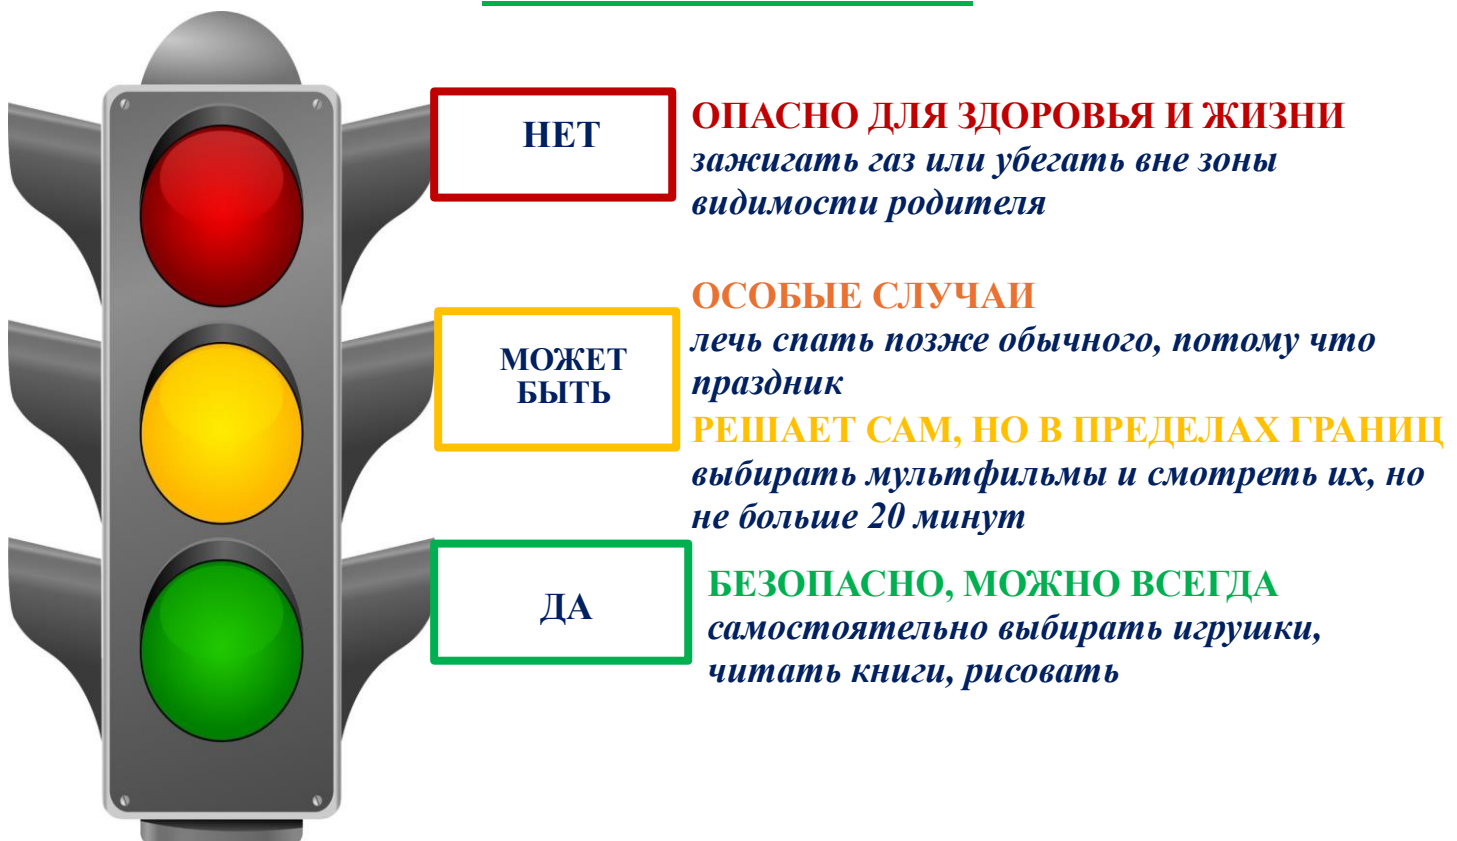 НЕТ
ОПАСНО ДЛЯ ЗДОРОВЬЯ И ЖИЗНИ
зажигать газ или убегать вне зоны
видимости родителя
МОЖЕТ
БЫТЬ
ОСОБЫЕ СЛУЧАИ
лечь спать позже обычного, потому что
праздник
РЕШАЕТ САМ, НО В ПРЕДЕЛАХ ГРАНИЦ
выбирать мультфильмы и смотреть их, но
не больше 20 минут
ДА
БЕЗОПАСНО, МОЖНО ВСЕГДА
самостоятельно выбирать игрушки,
читать книги, рисовать